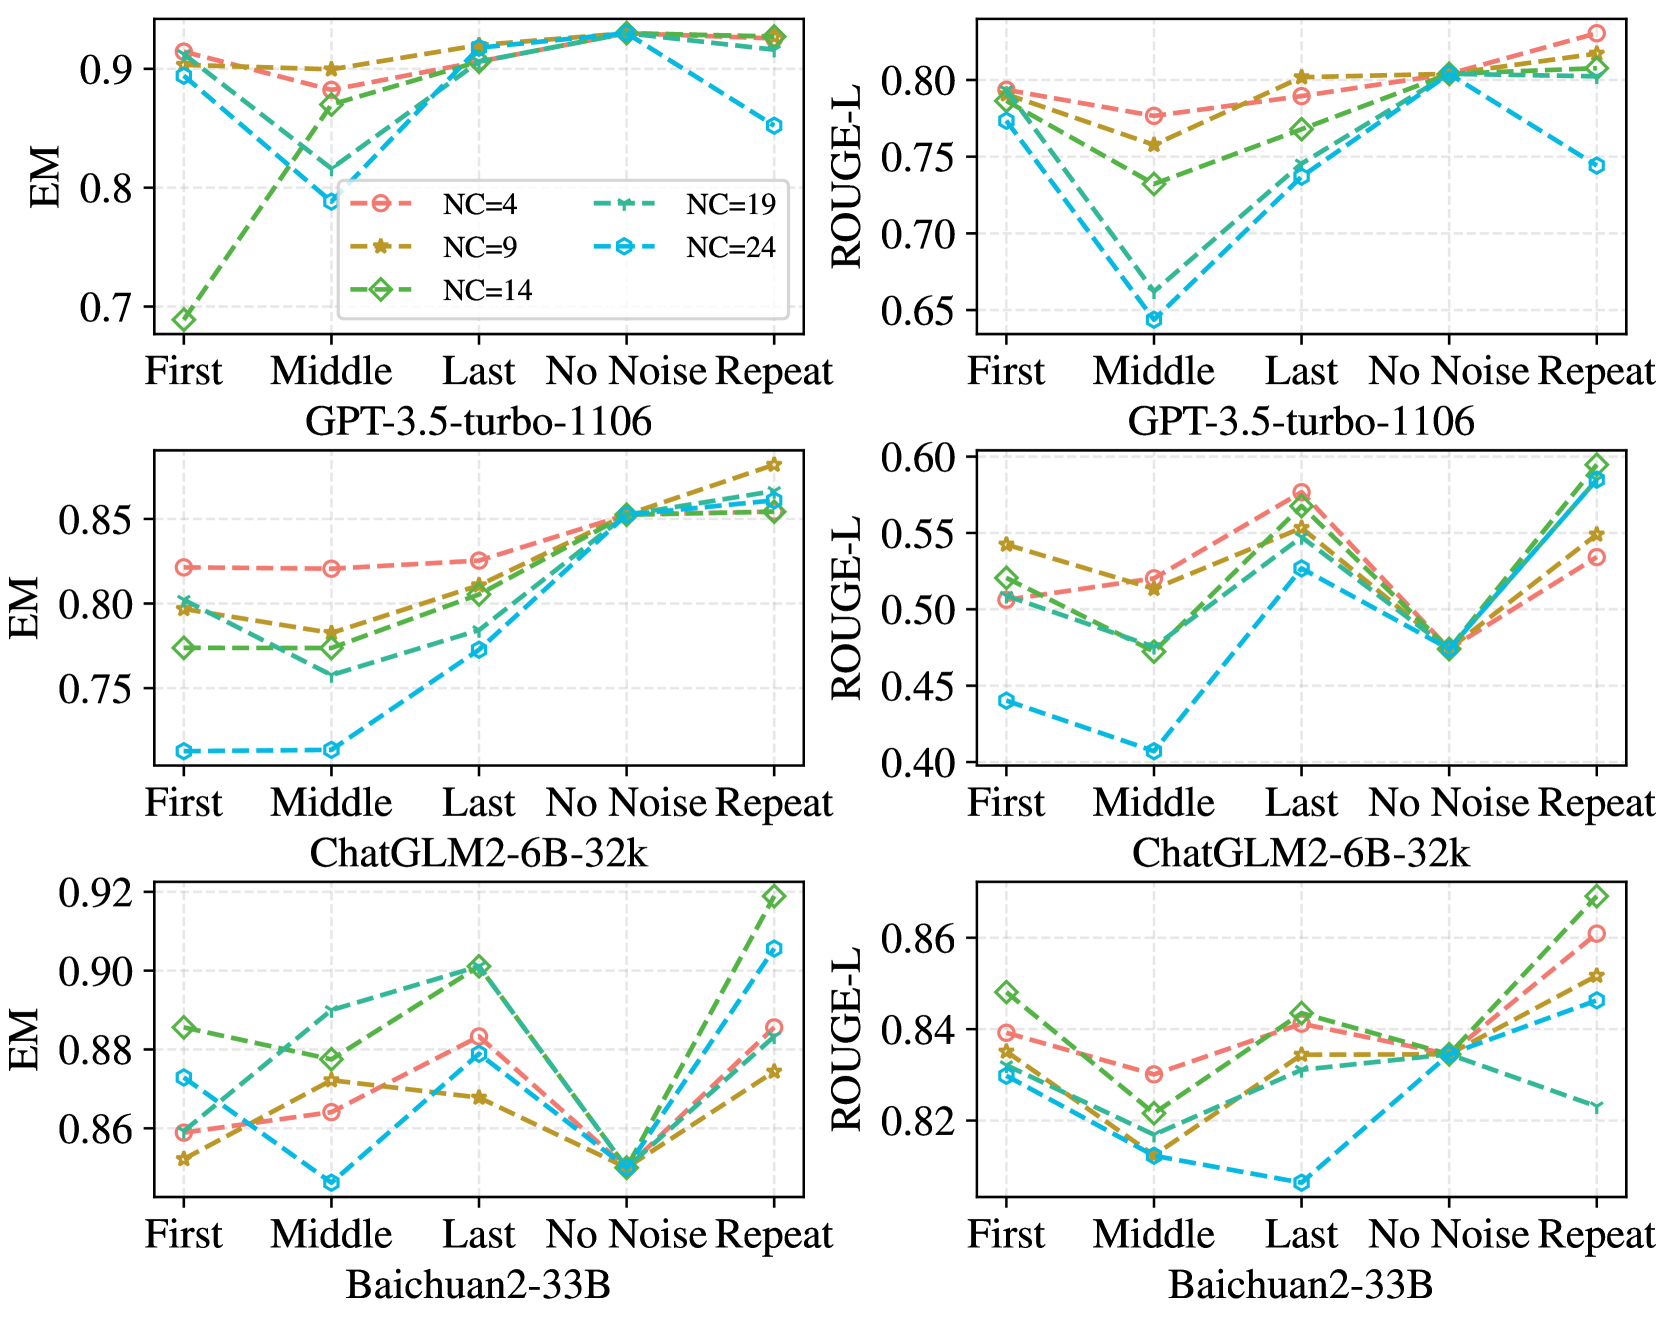 0.9
0.8
0.7
EM
NC=4
NC=9
NC=14
NC=19
NC=24
First Middle Last No Noise Repeat
GPT-3.5-turbo-1106
0.80
0.75
0.70
0.65
ROUGE-L
First Middle Last No Noise Repeat
GPT-3.5-turbo-1106
0.85
0.80
0.75
EM
First Middle Last No Noise Repeat
ChatGLM2-6B-32k
0.60
0.55
0.50
0.45
0.40
ROUGE-L
First Middle Last No Noise Repeat
ChatGLM2-6B-32k
0.92
0.90
0.88
0.86
EM
First Middle Last No Noise Repeat
Baichuan2-33B
0.86
0.84
0.82
ROUGE-L
First Middle Last No Noise Repeat
Baichuan2-33B